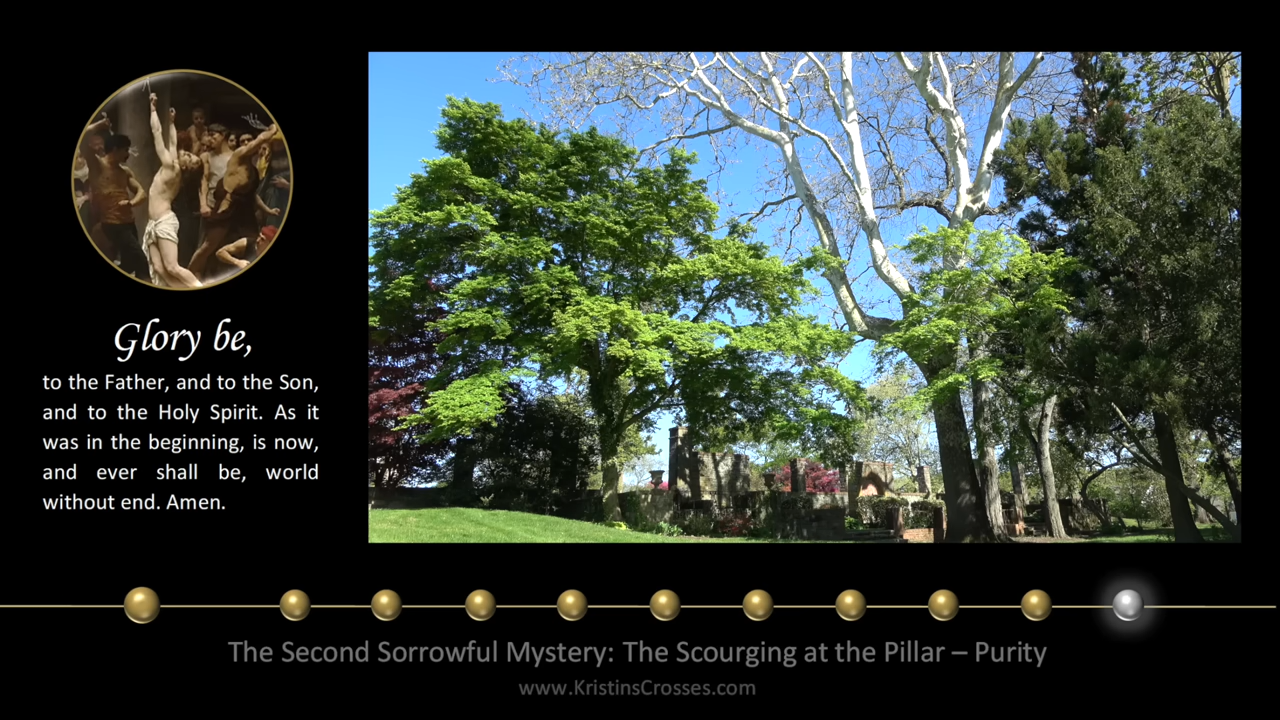 Glory be,
to the Father, and to the Son,
and to the Holy Spirit. As it
was in the beginning, is now,
and ever shall be, world
without end. Amen.
The Second Sorrowful Mystery: The Scourging at the Pillar – Purity
www.KristinsCrosses.com